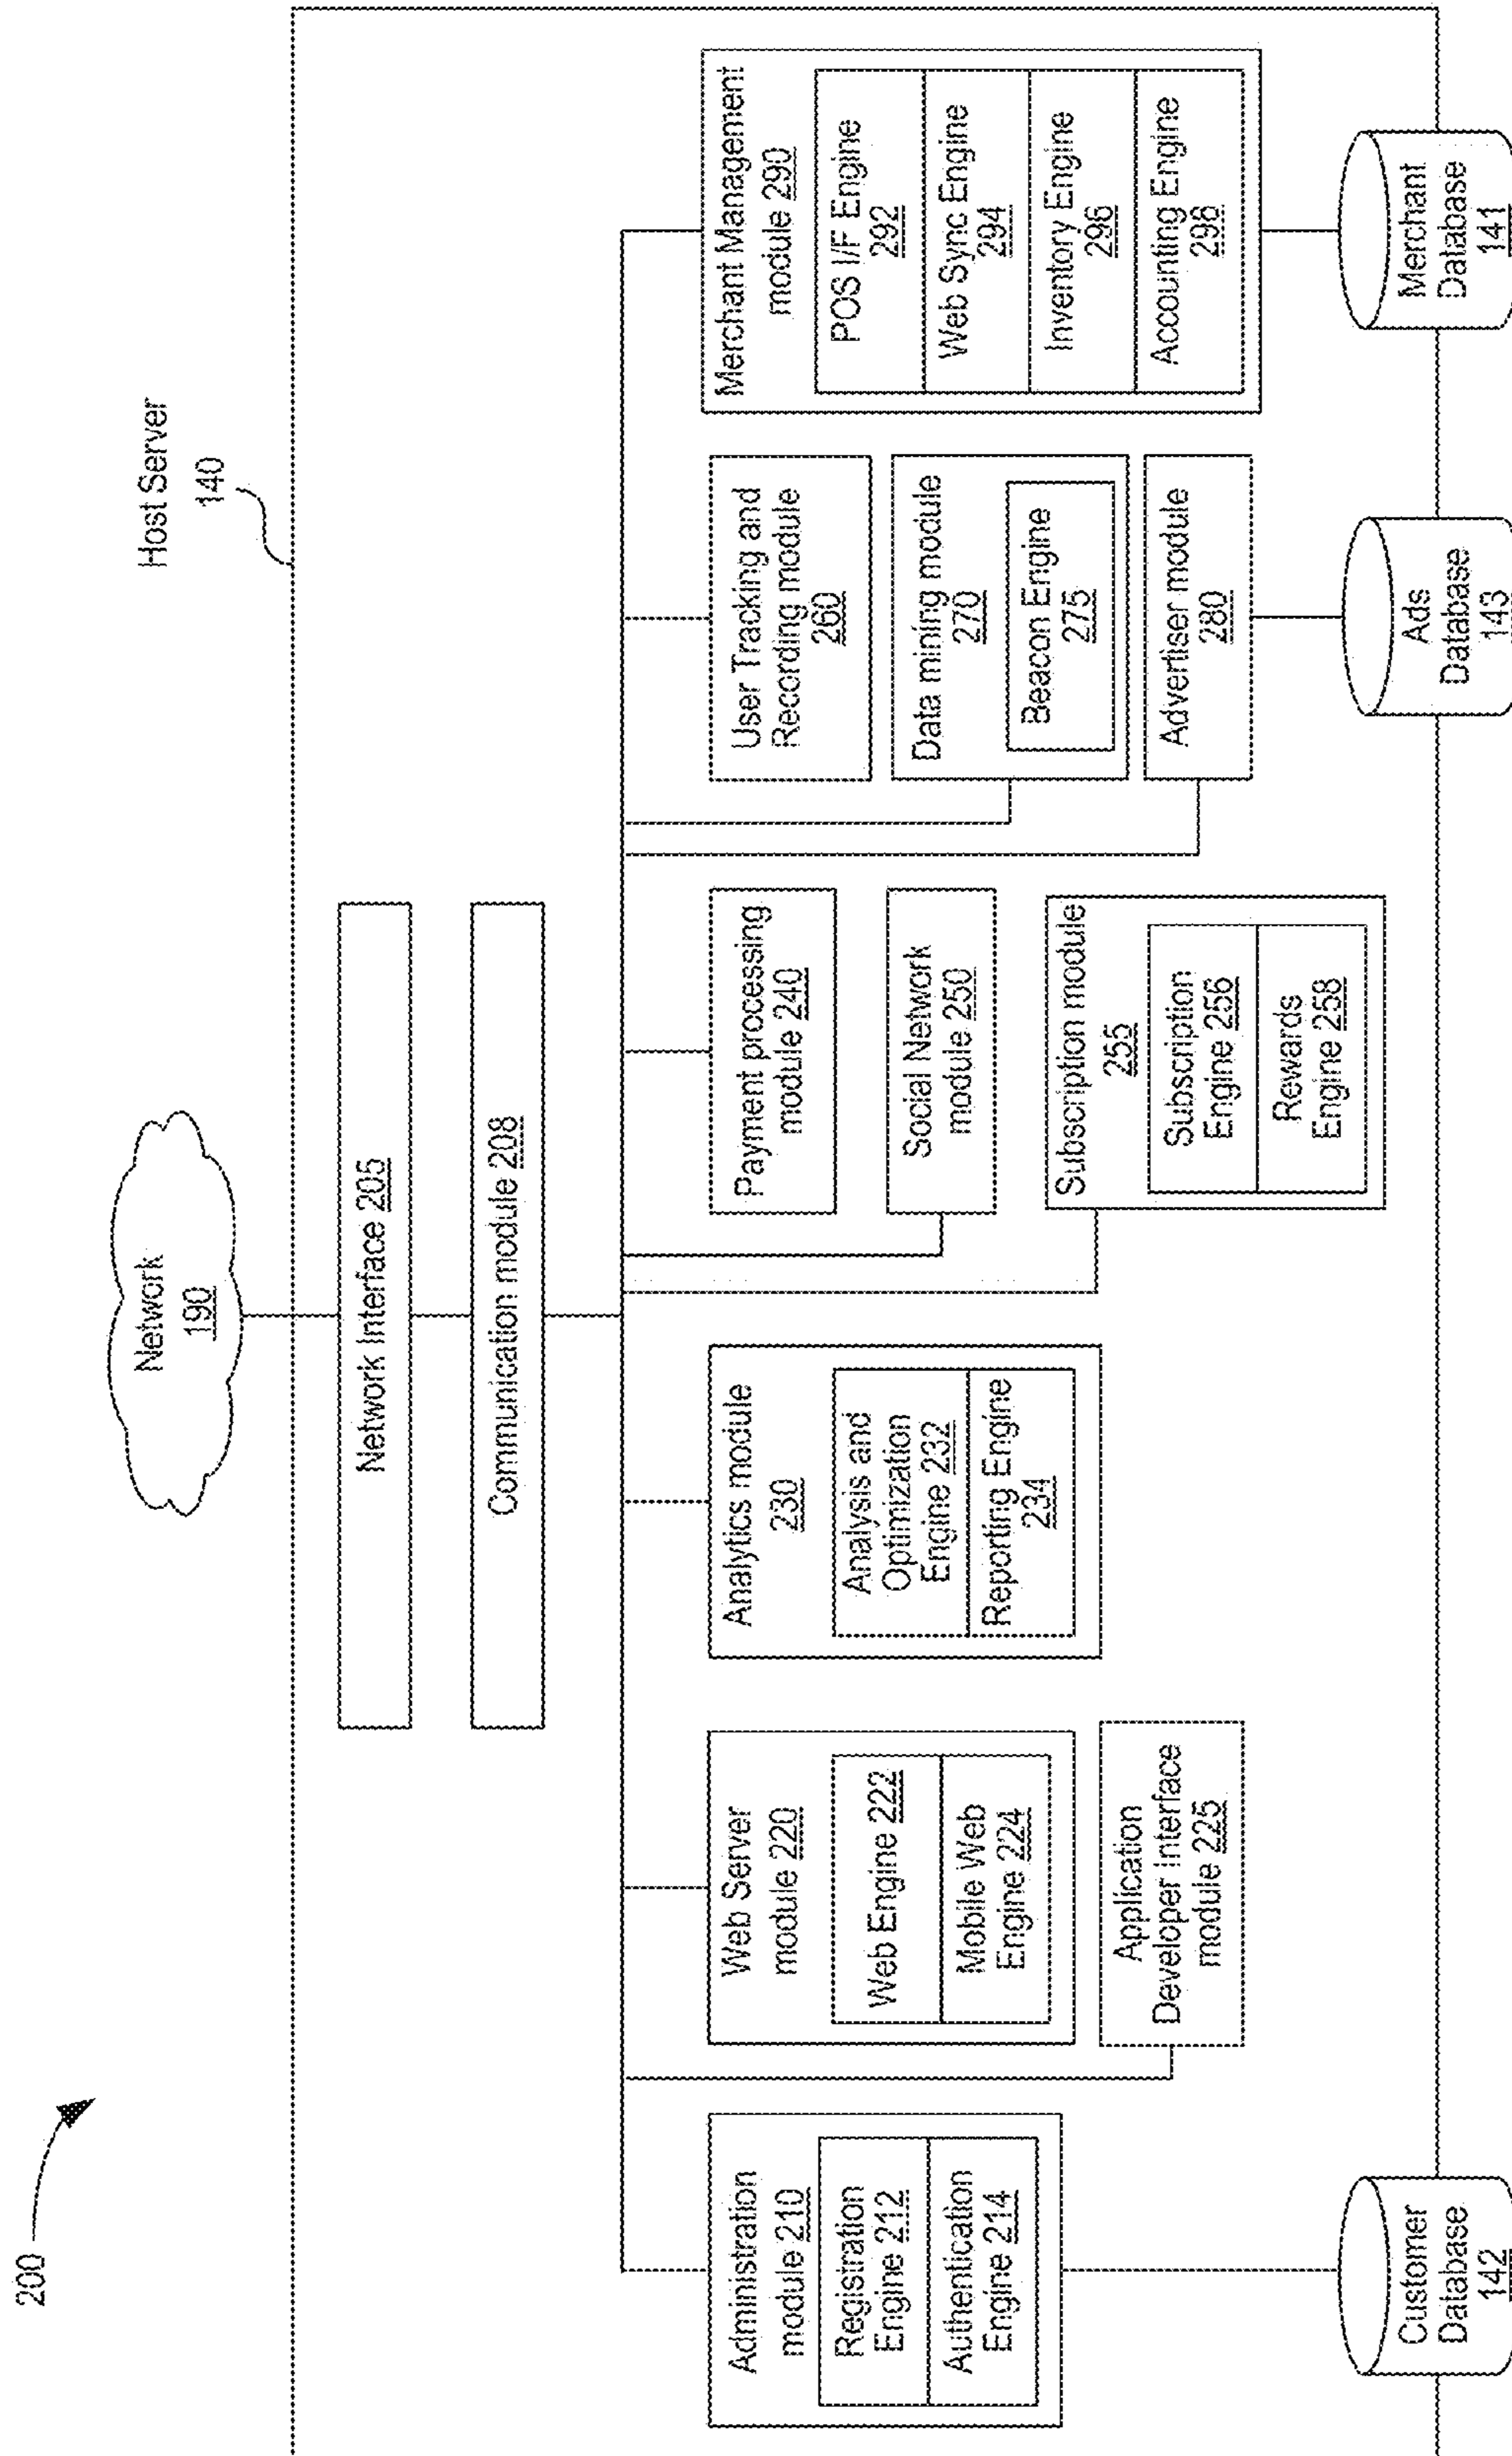 200
Host Server
140
Network
190
Network Interface 205
Communication module 208
Administration
module 210
Registration
Engine 212
Authentication
Engine 214
Web Server
module 220
Web Engine 222
Mobile Web
Engine 224
Application
Developer Interface
module 225
Analytics module
230
Analysis and
Optimization
Engine 232
Reporting Engine
234
Payment processing
module 240
Social Network
module 250
Subscription module
255
Subscription
Engine 256
Rewards
Engine 258
User Tracking and
Recording module
260
Data mining module
270
Beacon Engine
275
Advertiser module
280
Merchant Management
module 290
POS I/F Engine
292
Web Sync Engine
294
Inventory Engine
296
Accounting Engine
298
Customer
Database
142
Ads
Database
143
Merchant
Database
141